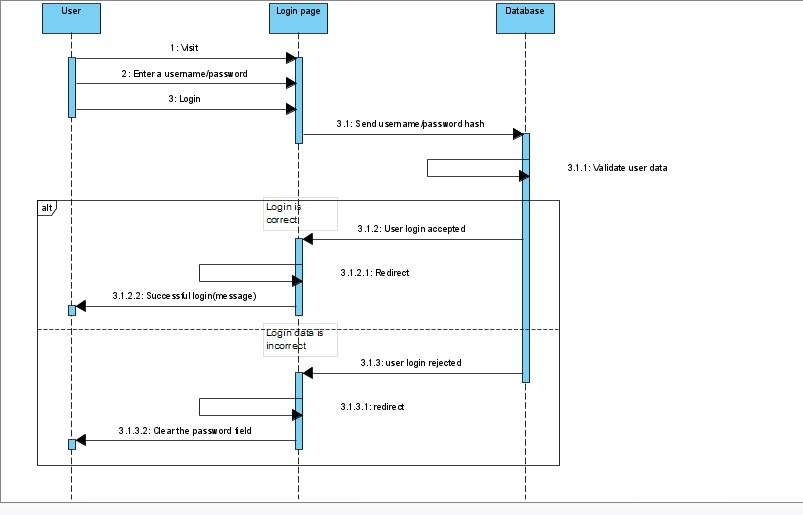 User
Login page
Database
1: Visit
2: Enter a username/password
3: Login
3.1: Send username/password hash
3.1.1: Validate user data
alt
Login is
correct
3.1.2: User login accepted
3.1.2.1: Redirect
3.1.2.2: Successful login(message)
Login data is
incorrect
3.1.3: user login rejected
3.1.3.1: redirect
3.1.3.2: Clear the password field